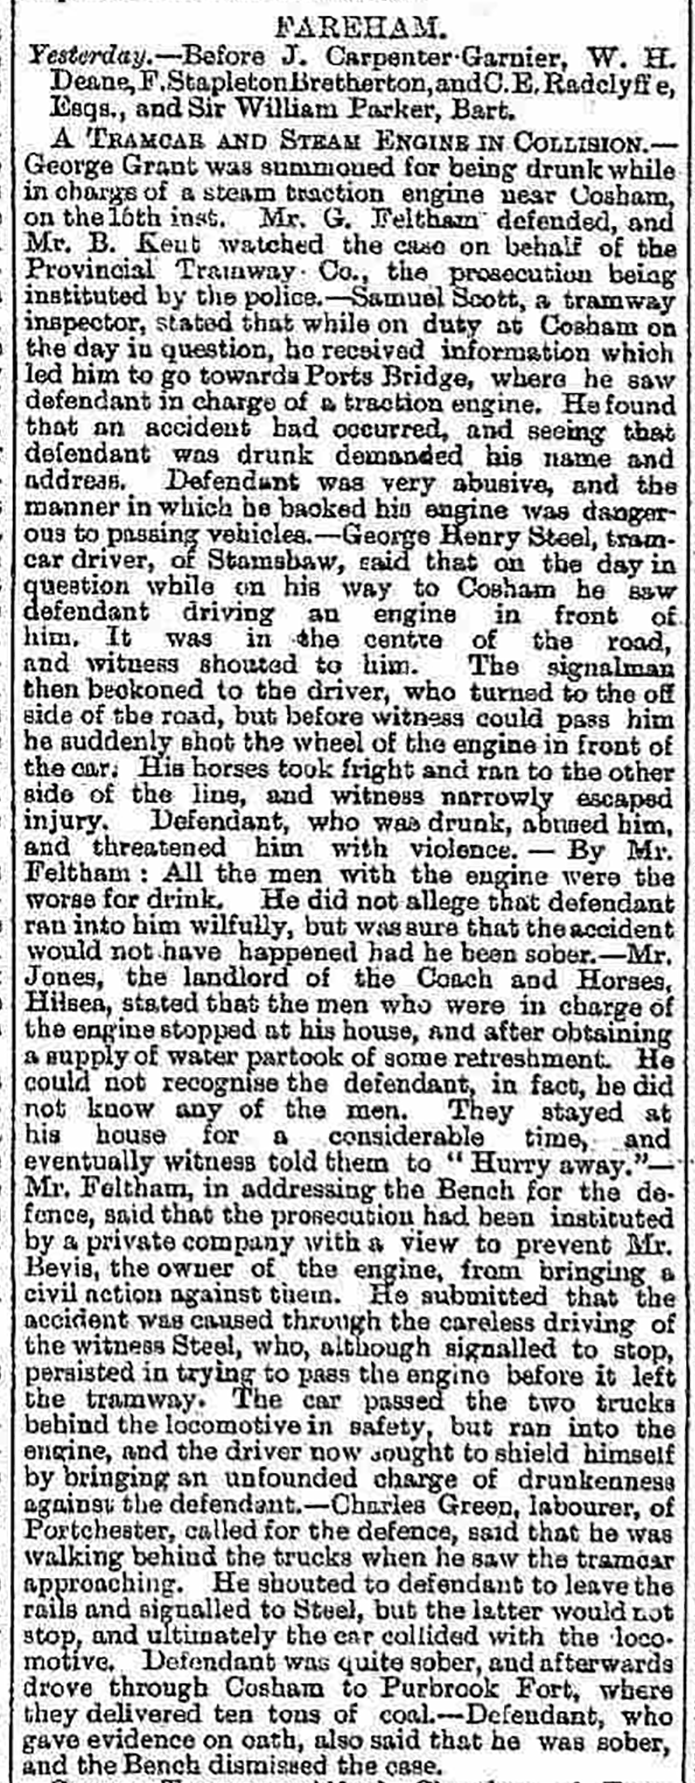 FAREHAM.
Yesterday.—Before J. Carpenter-Garnier, W. H.
Deane, F. Stapleton Bretherton, and C. E. Radclyffe,
Esqs., and Sir William Parker, Bart.
A TRAMCAR AND STEAM ENGINE IN COLLISION.—
George Grant was summoned for being drunk while
in charge of a steam traction engine near Cosham,
on the 16th inst. Mr. G. Feltham defended, and
Mr. B. Kent watched the case on behalf of the
Provincial Tramway Co., the prosecution being
instituted by the police.—Samuel Scott, a tramway
inspector, stated that while on duty at Cosham on
the day in question, he received information which
led him to go towards Ports Bridge, where he saw
defendant in charge of a traction engine. He found
that an accident had occurred, and seeing that
defendant was drunk demanded his name and
address. Defendant was very abusive, and the
manner in which he backed his engine was danger-
ous to passing vehicles.—George Henry Steel, tram-
car driver, of Stamshaw, said that on the day in
question while on his way to Cosham he saw
defendant driving an engine in front of
him. It was in the centre of the road,
and witness shouted to him. The signalman
then beckoned to the driver, who turned to the off
side of the road, but before witness could pass him
he suddenly shot the wheel of the engine in front of
the car. His horses took fright and ran to the other
side of the line, and witness narrowly escaped
injury. Defendant, who was drunk, abused him,
and threatened him with violence. — By Mr.
Feltham : All the men with the engine were the
worse for drink. He did not allege that defendant
ran into him wilfully, but was sure that the accident
would not have happened had he been sober.—Mr.
Jones, the landlord of the Coach and Horses,
Hilsea, stated that the men who were in charge of
the engine stopped at his house, and after obtaining
a supply of water partook of some retreshment. He
could not recognise the defendant, in fact, he did
not know any of the men. They stayed at
his house for a considerable time, and
eventually witness told them to "Hurry away."—
Mr. Feltham, in addressing the Bench for the de-
fence, said that the prosecution had been instituted
by a private company with a view to prevent Mr.
Bevis, the owner of the engine, from bringing a
civil action against them. He submitted that the
accident was caused through the careless driving of
the witness Steel, who, although signalled to stop,
persisted in trying to pass the engine before it left
the tramway. The car passed the two trucks
behind the locomotive in safety, but ran into the
engine, and the driver now sought to shield himself
by bringing an unfounded charge of drunkenness
against the defendant.—Charles Green, labourer, of
Portchester, called for the defence, said that he was
walking behind the trucks when he saw the tramcar
approaching. He shouted to defendant to leave the
rails and signalled to Steel, but the latter would not
stop, and ultimately the car collided with the loco-
motive. Defendant was quite sober, and afterwards
drove through Cosham to Purbrook Fort, where
they delivered ten tons of coal.—Defendant, who
gave evidence on oath, also said that he was sober,
and the Bench dismissed the case.